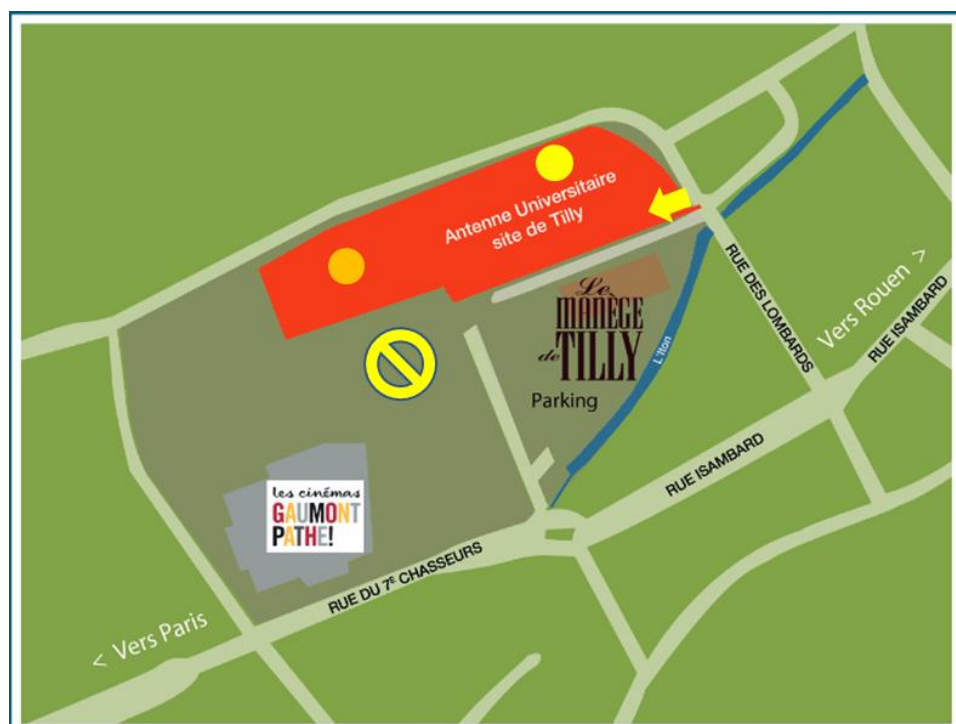 Antenne Universitaire
site de Tilly
Le
MANÈGE
de TILLY
Parking
L'Iton
RUE DES LOMBARDS
Vers Rouen >
RUE ISAMBARD
RUE ISAMBARD
les cinémas
GAUMONT
PATHE!
RUE DU 7E CHASSEURS
< Vers Paris